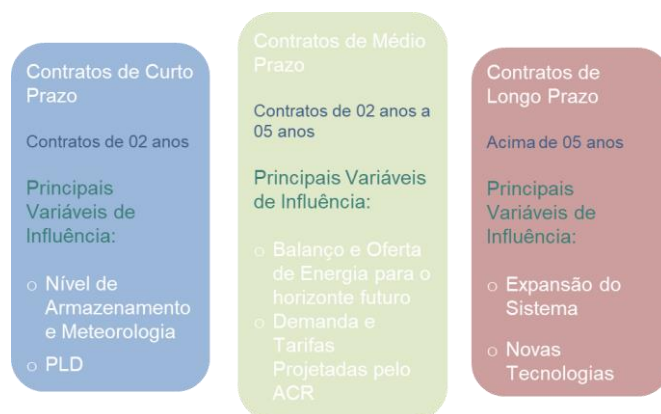 Contratos de Curto
Prazo
Contratos de 02 anos
Principais
Variáveis de
Influência:
o Nível de
Armazenamento
e Meteorologia
o PLD
Contratos de Médio
Prazo
Contratos de 02 anos a
05 anos
Principais Variáveis
de Influência:
o Balanço e Oferta
de Energia para o
horizonte futuro
o Demanda e
Tarifas
Projetadas pelo
ACR
Contratos de
Longo Prazo
Acima de 05 anos
Principais
Variáveis de
Influência:
o Expansão do
Sistema
o Novas
Tecnologias